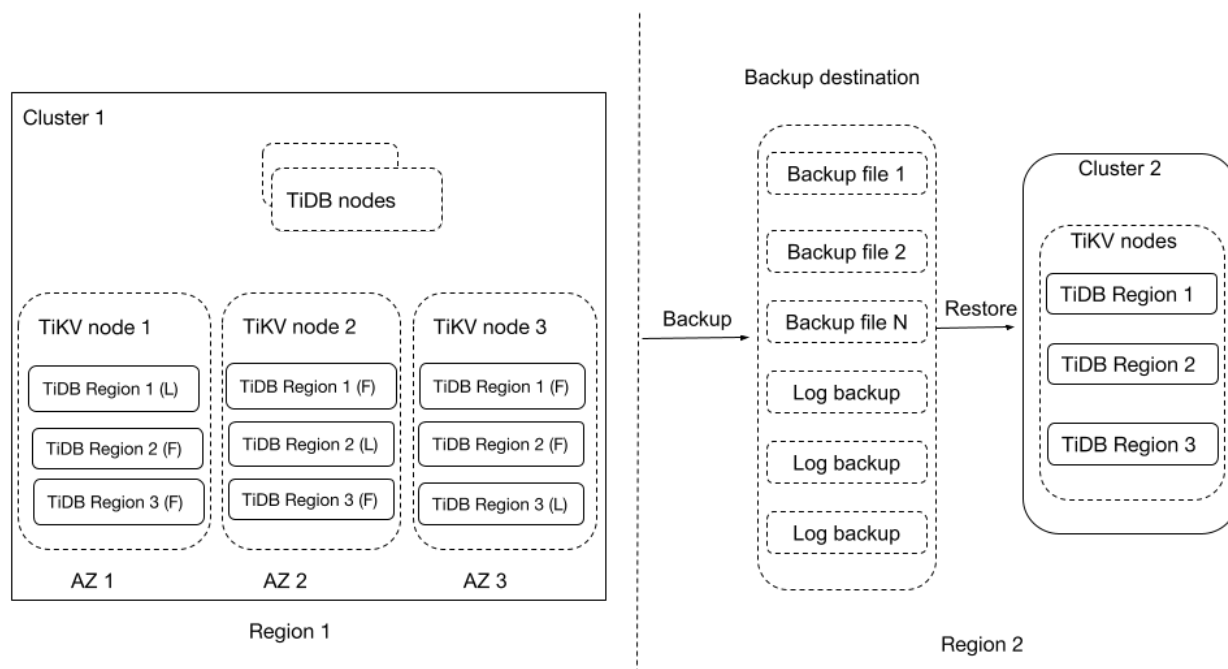 Cluster 1
TiDB nodes
TiKV node 1
TiDB Region 1 (L)
TiDB Region 2 (F)
TiDB Region 3 (F)
AZ 1
TiKV node 2
TiDB Region 1 (F)
TiDB Region 2 (L)
TiDB Region 3 (F)
AZ 2
TiKV node 3
TiDB Region 1 (F)
TiDB Region 2 (F)
TiDB Region 3 (L)
AZ 3
Region 1
Backup
Backup destination
Backup file 1
Backup file 2
Backup file N
Log backup
Log backup
Log backup
Restore
Cluster 2
TiKV nodes
TiDB Region 1
TiDB Region 2
TiDB Region 3
Region 2